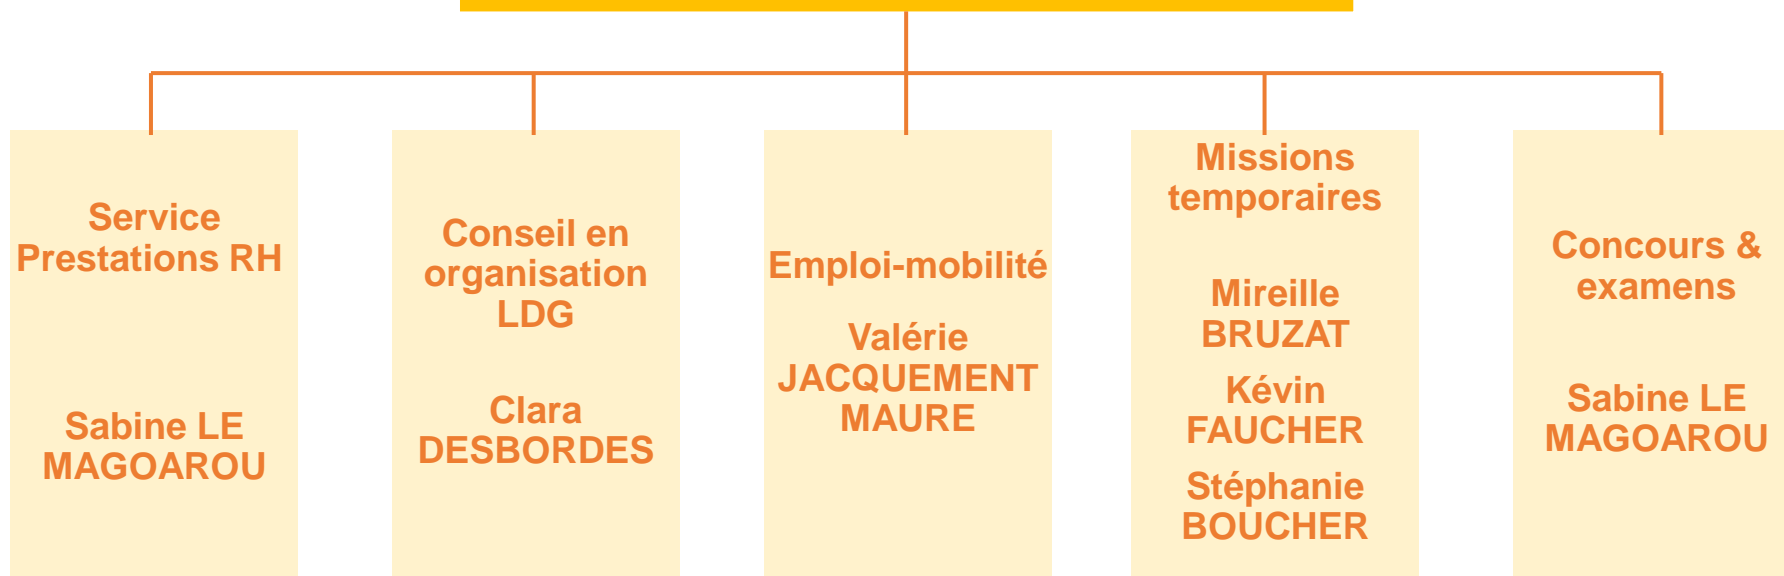 Service
Prestations RH
Sabine LE
MAGOAROU
Conseil en
organisation
LDG
Clara
DESBORDES
Emploi-mobilité
Valérie
JACQUEMENT
MAURE
Missions
temporaires
Mireille
BRUZAT
Kévin
FAUCHER
Stéphanie
BOUCHER
Concours &
examens
Sabine LE
MAGOAROU